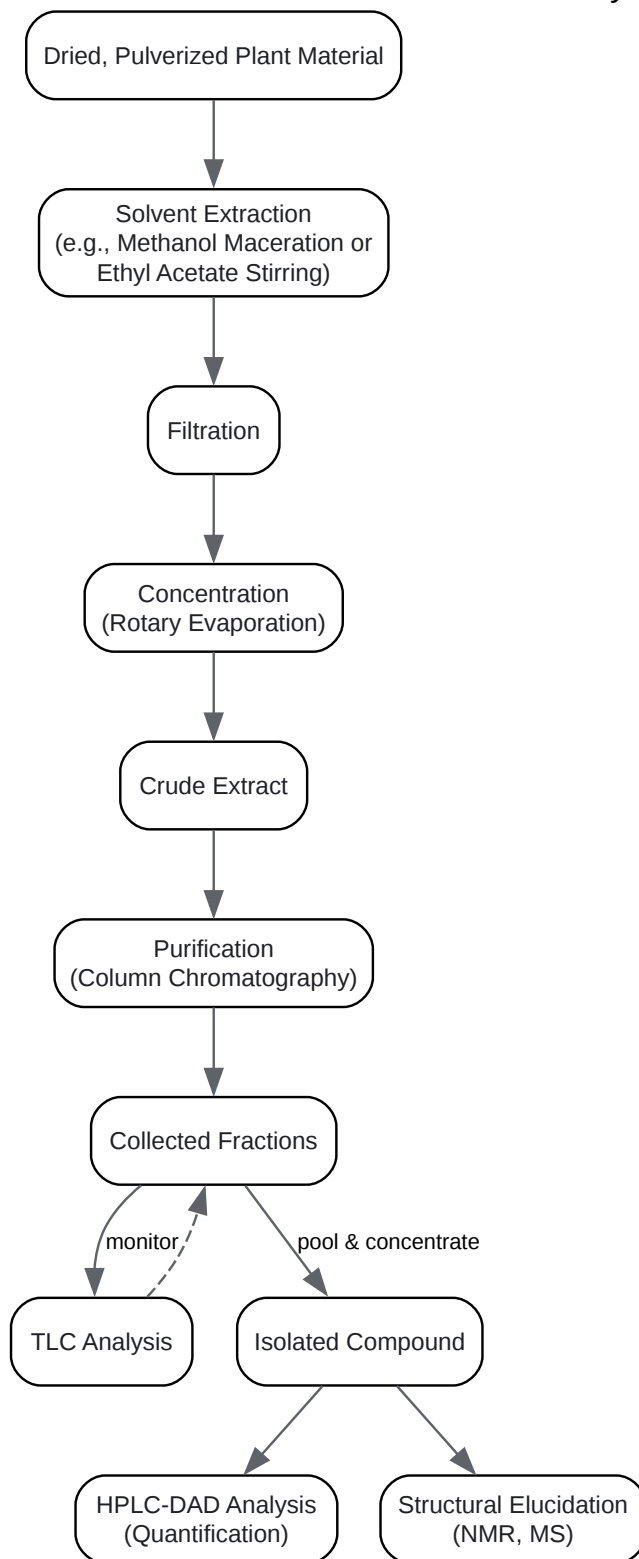 Dried, Pulverized Plant Material
Solvent Extraction
(e.g., Methanol Maceration or
Ethyl Acetate Stirring)
Filtration
Concentration
(Rotary Evaporation)
Crude Extract
Purification
(Column Chromatography)
Collected Fractions
monitor
pool & concentrate
TLC Analysis
Isolated Compound
HPLC-DAD Analysis
(Quantification)
Structural Elucidation
(NMR, MS)